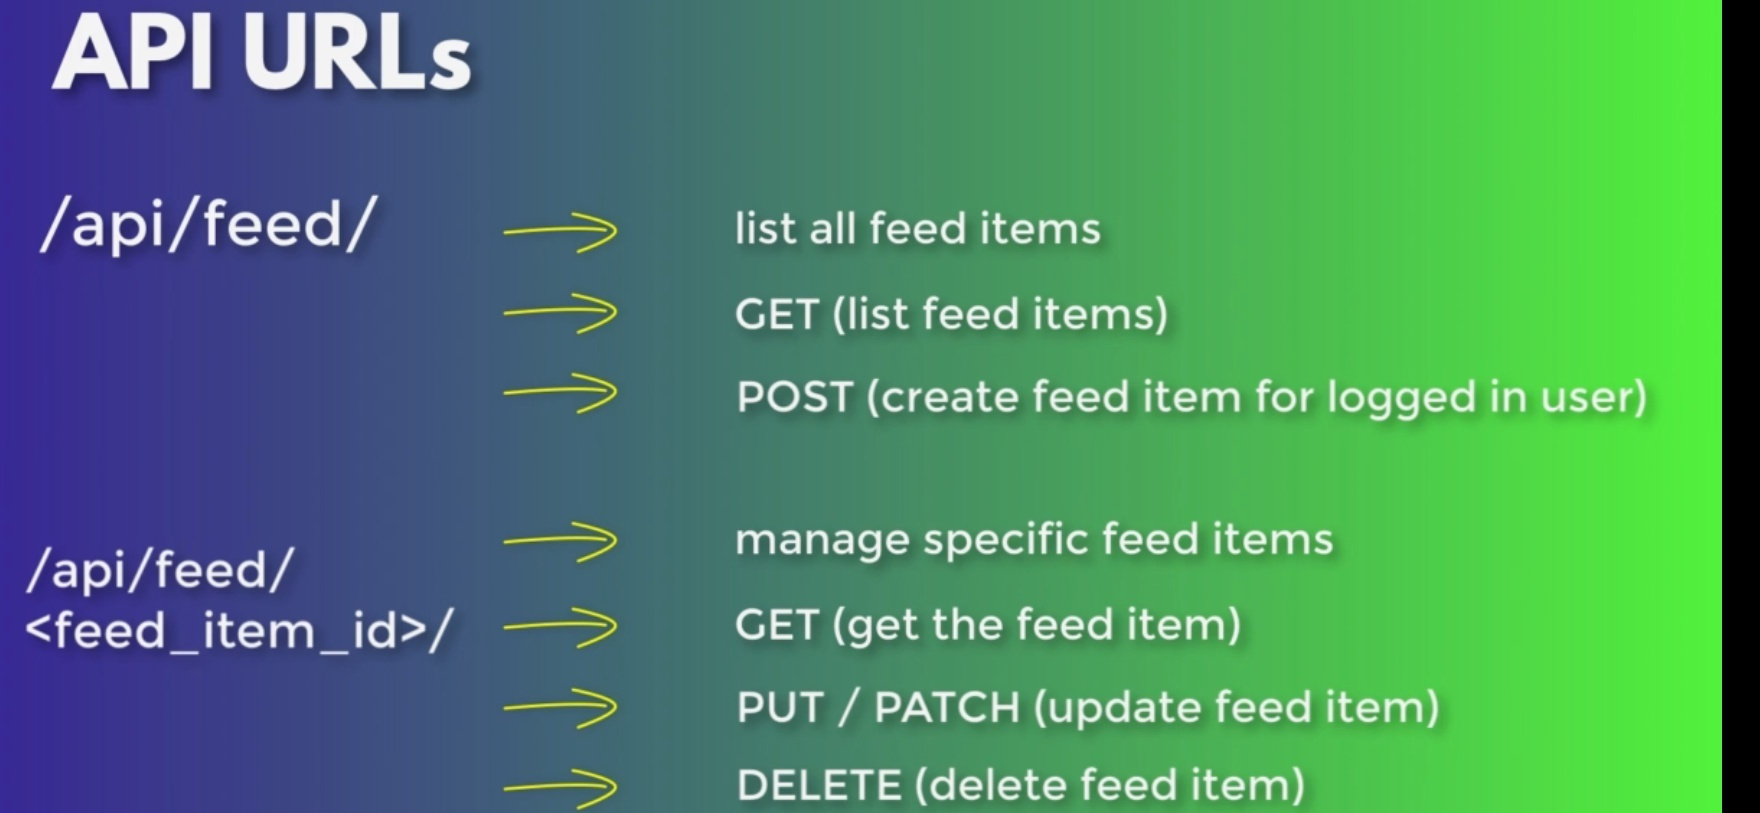 API URLs
/api/feed/
list all feed items
GET (list feed items)
POST (create feed item for logged in user)
/api/feed/
<feed_item_id>/
manage specific feed items
GET (get the feed item)
PUT / PATCH (update feed item)
DELETE (delete feed item)